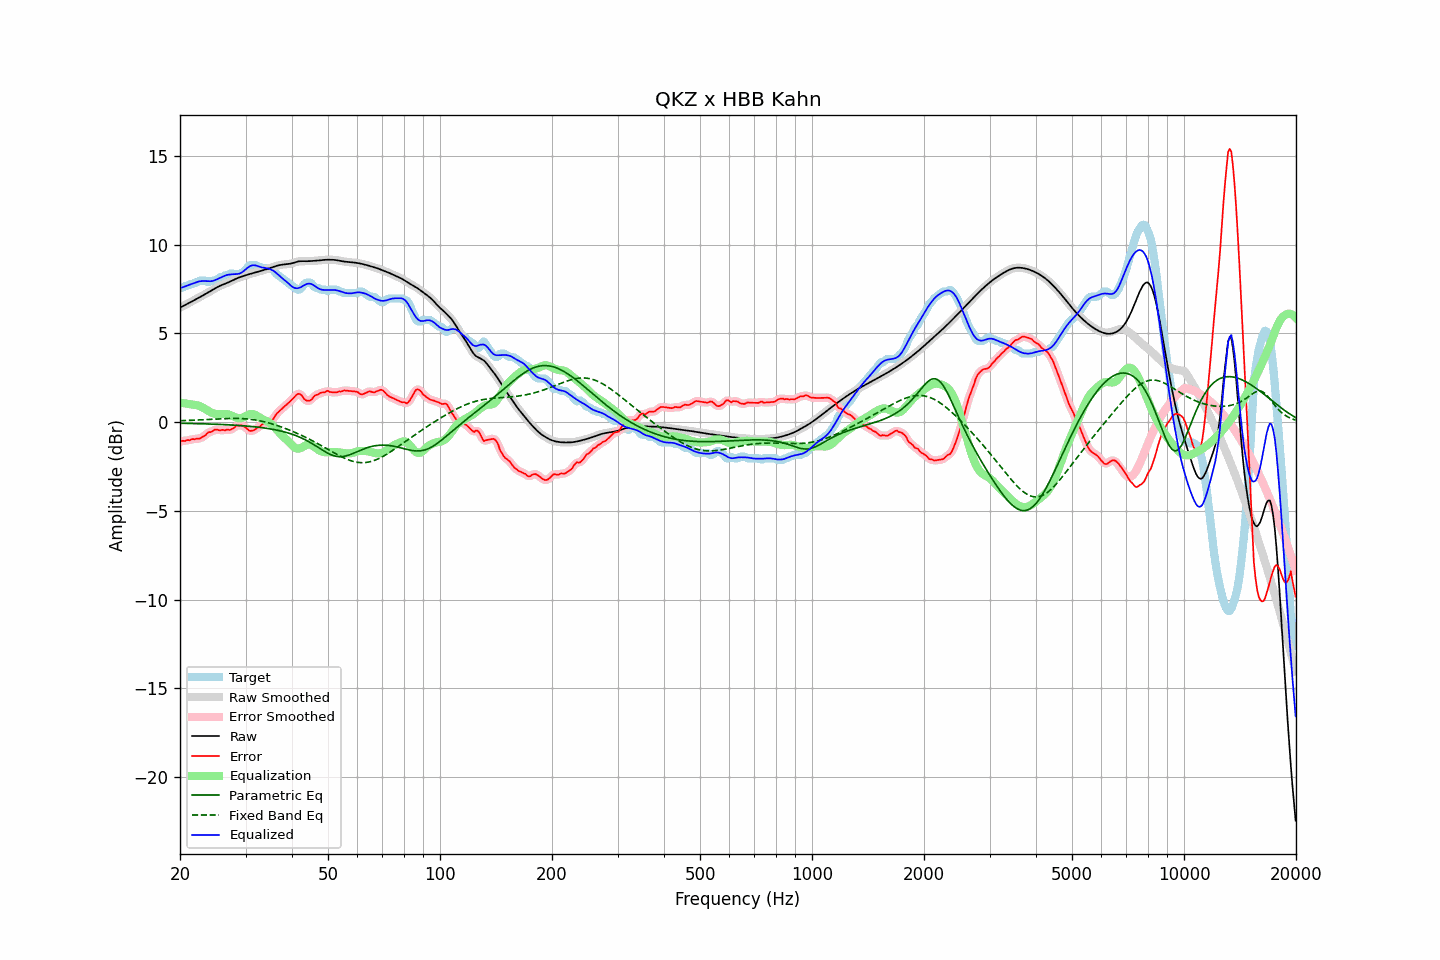 QKZ x HBB Kahn
Amplitude (dBr)
15
10
5
0
−5
−10
−15
−20
Target
Raw Smoothed
Error Smoothed
Raw
Error
Equalization
Parametric Eq
Fixed Band Eq
Equalized
20 50 100 200 500 1000 2000 5000 10000 20000
Frequency (Hz)